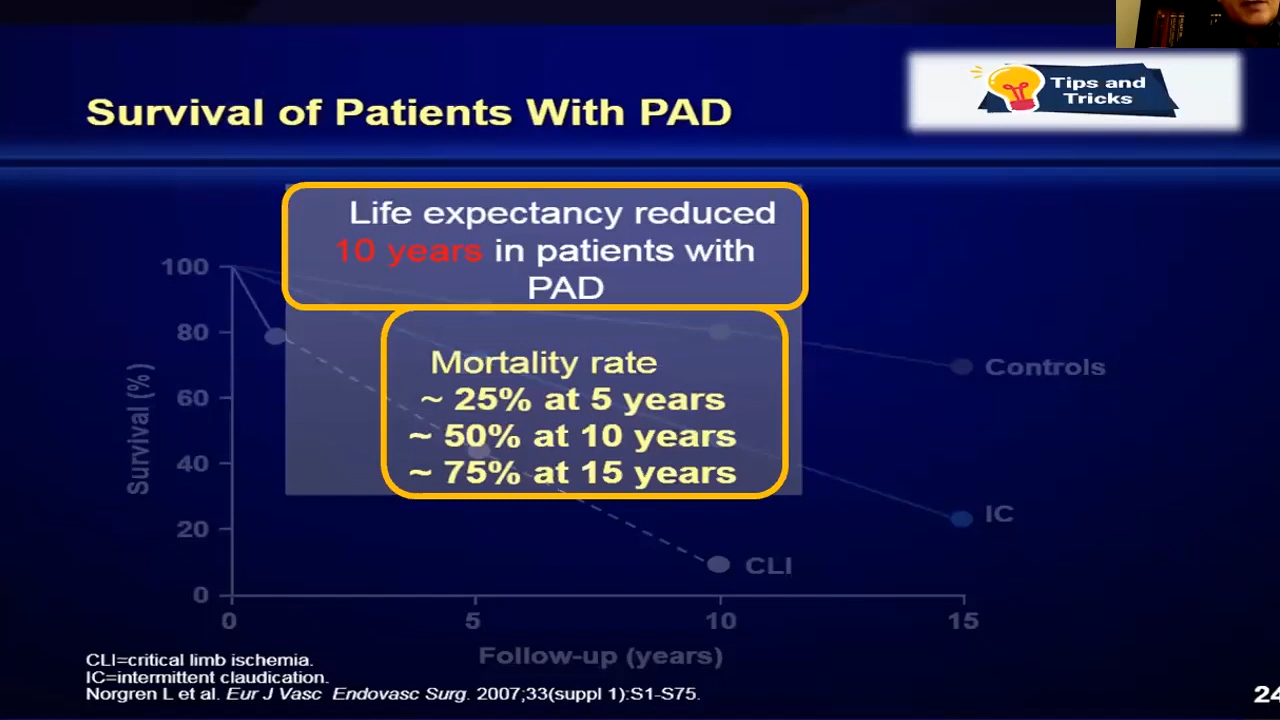 Tips and
Tricks
Survival of Patients With PAD
Life expectancy reduced
10 years in patients with
PAD
Mortality rate
~ 25% at 5 years
~ 50% at 10 years
~ 75% at 15 years
Survival (%)
100
80
60
40
20
0
Controls
IC
CLI
0
5
10
15
Follow-up (years)
CLI=critical limb ischemia.
IC=intermittent claudication.
Norgren L et al. Eur J Vasc Endovasc Surg. 2007;33(suppl 1):S1-S75.
24